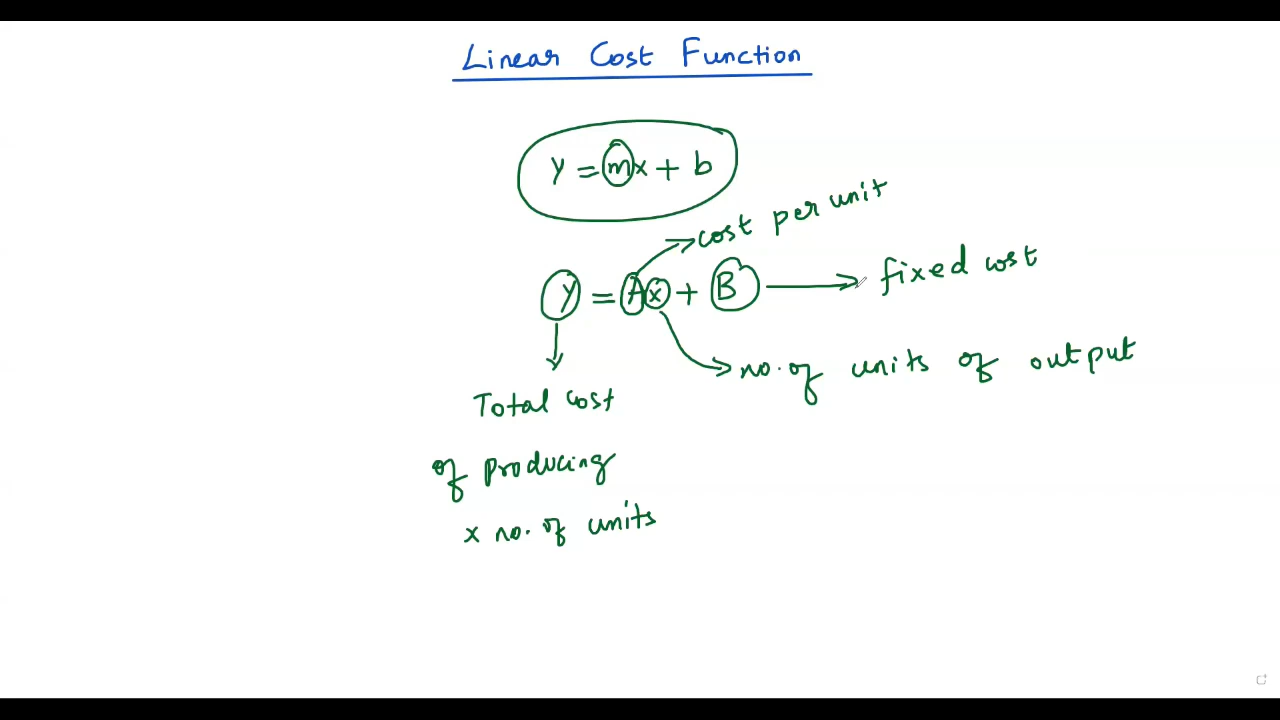 Linear Cost Function
y = mx + b
cost per unit
y = Ax + B
fixed cost
no. of units of output
Total cost
of producing
x no. of units